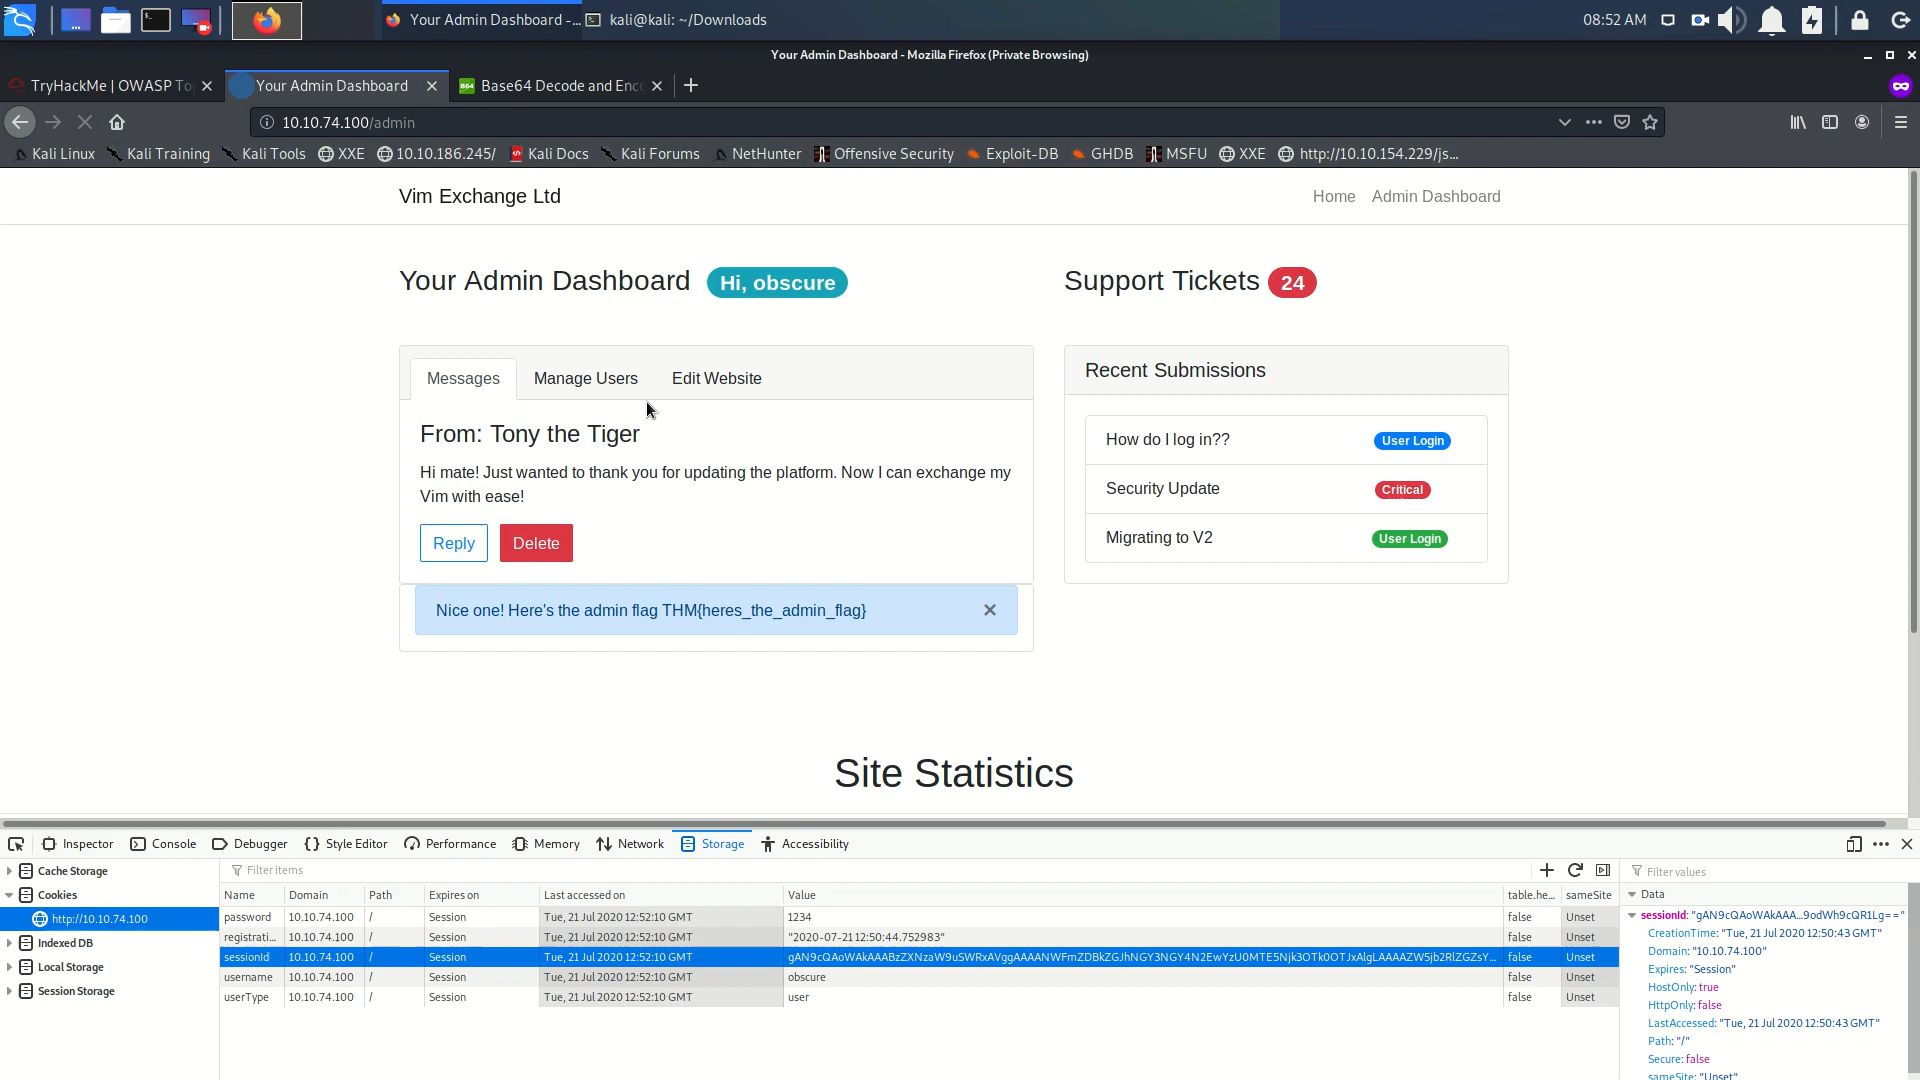 Your Admin Dashboard -... kali@kali: ~/Downloads 08:52 AM
Your Admin Dashboard - Mozilla Firefox (Private Browsing)
TryHackMe | OWASP To Your Admin Dashboard Base64 Decode and Enc
10.10.74.100/admin
Kali Linux Kali Training Kali Tools XXE 10.10.186.245/ Kali Docs Kali Forums NetHunter Offensive Security Exploit-DB GHDB MSFU XXE http://10.10.154.229/js...
Vim Exchange Ltd Home Admin Dashboard
Your Admin Dashboard Hi, obscure Support Tickets 24
Messages Manage Users Edit Website Recent Submissions
From: Tony the Tiger
Hi mate! Just wanted to thank you for updating the platform. Now I can exchange my
Vim with ease!
Reply Delete
How do I log in?? User Login
Security Update Critical
Migrating to V2 User Login
Nice one! Here's the admin flag THM{heres_the_admin_flag}
Site Statistics
Inspector Console Debugger Style Editor Performance Memory Network Storage Accessibility
Cache Storage
Cookies
http://10.10.74.100
Indexed DB
Local Storage
Session Storage
Filter items
Name Domain Path Expires on Last accessed on Value table.he... sameSite
password 10.10.74.100 / Session Tue, 21 Jul 2020 12:52:10 GMT 1234 false Unset
registrati... 10.10.74.100 / Session Tue, 21 Jul 2020 12:52:10 GMT "2020-07-21 12:50:44.752983" false Unset
sessionId 10.10.74.100 / Session Tue, 21 Jul 2020 12:52:10 GMT false Unset
username 10.10.74.100 / Session Tue, 21 Jul 2020 12:52:10 GMT obscure false Unset
userType 10.10.74.100 / Session Tue, 21 Jul 2020 12:52:10 GMT user false Unset
Filter values
Data
sessionId: "gAN9cQAoWAkAAA...9odWh9cQR1Lg=="
CreationTime: "Tue, 21 Jul 2020 12:50:43 GMT"
Domain: "10.10.74.100"
Expires: "Session"
HostOnly: true
HttpOnly: false
LastAccessed: "Tue, 21 Jul 2020 12:50:43 GMT"
Path: "/"
Secure: false
sameSite: "Unset"